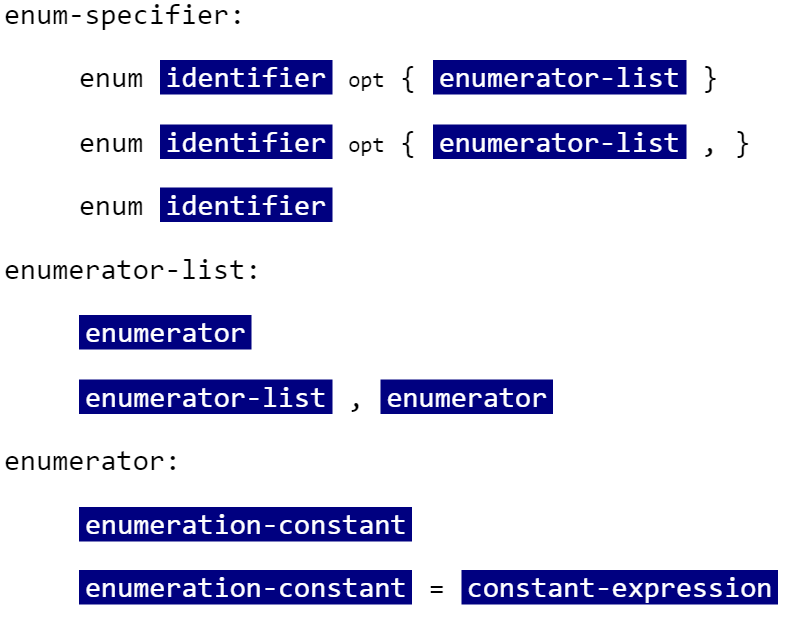 enum-specifier:
enum identifier opt { enumerator-list }
enum identifier opt { enumerator-list , }
enum identifier
enumerator-list:
enumerator
enumerator-list , enumerator
enumerator:
enumeration-constant
enumeration-constant = constant-expression